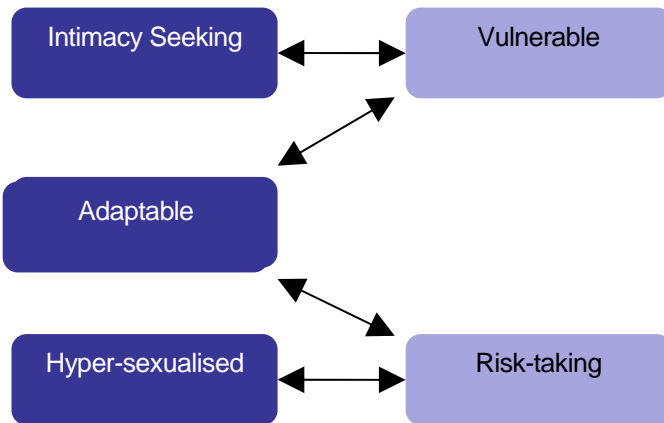 Intimacy Seeking
Vulnerable
Adaptable
Hyper-sexualised
Risk-taking